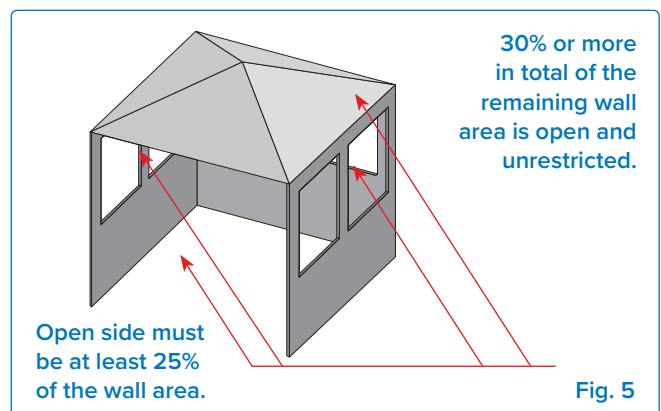 30% or more
in total of the
remaining wall
area is open and
unrestricted.
Open side must
be at least 25%
of the wall area.
Fig. 5